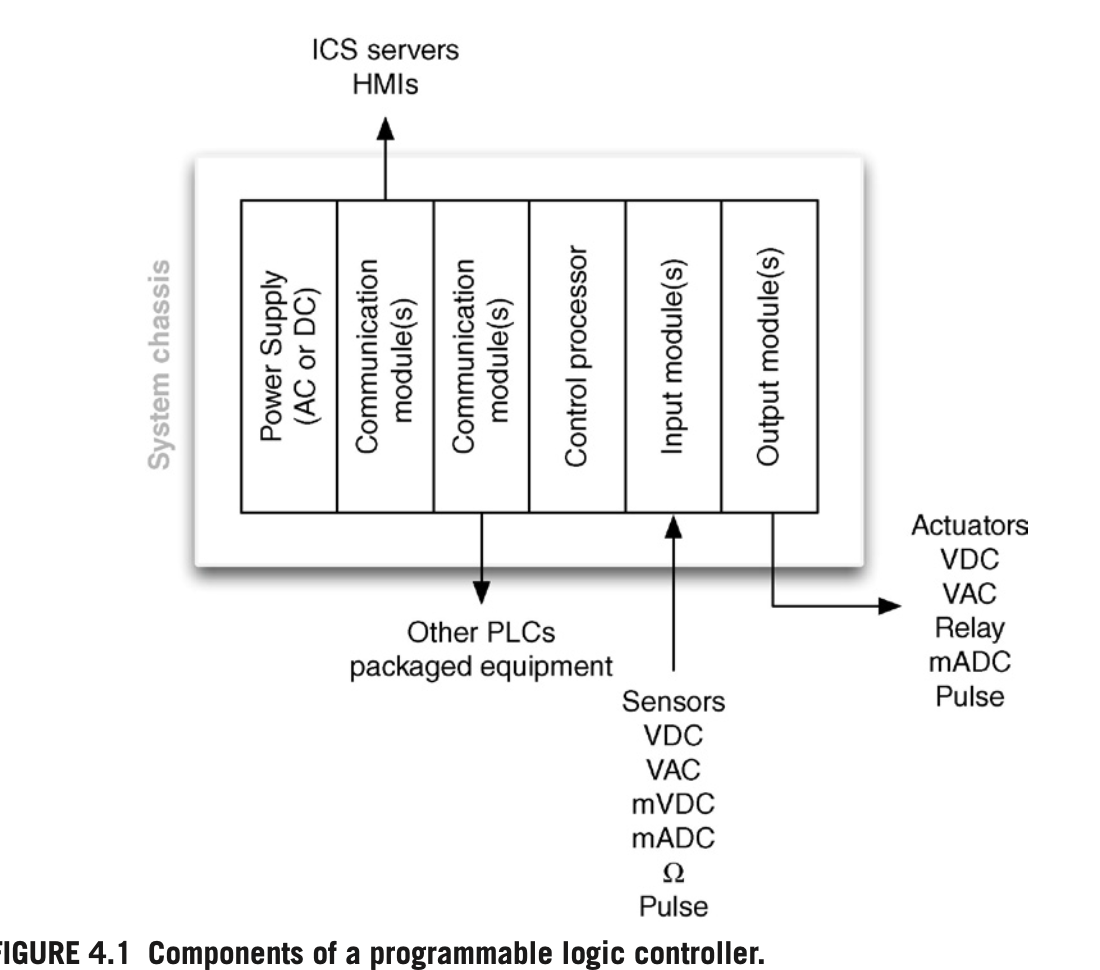 ICS servers
HMIs
System chassis
Power Supply
(AC or DC)
Communication
module(s)
Communication
module(s)
Control processor
Input module(s)
Output module(s)
Other PLCs
packaged equipment
Sensors
VDC
VAC
mVDC
mADC
Ω
Pulse
Actuators
VDC
VAC
Relay
mADC
Pulse
FIGURE 4.1 Components of a programmable logic controller.